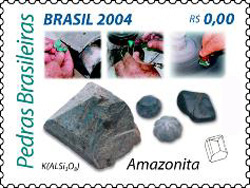 BRASIL 2004
R$ 0,00
Pedras Brasileiras
K(ALSi₃O₈)
Amazonita